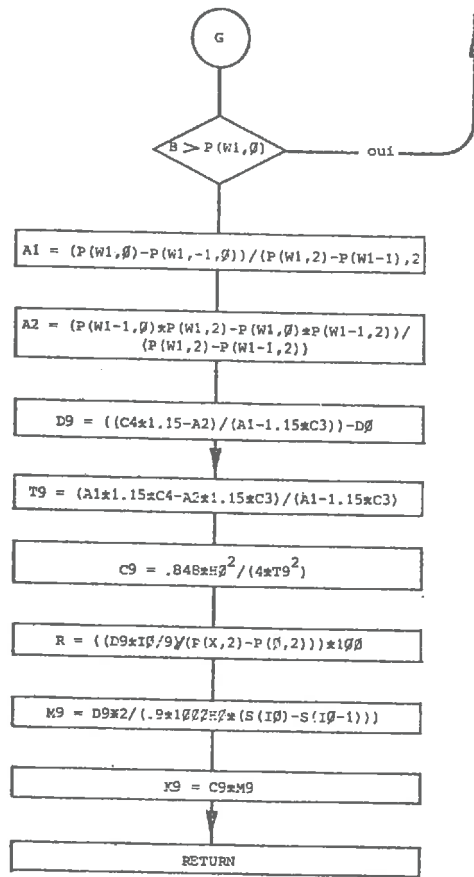 G
B > P(W1,Ø)
oui
A1 = (P(W1,Ø)-P(W1,-1,Ø))/(P(W1,2)-P(W1-1),2
A2 = (P(WI-1,Ø)*P(W1,2)-P(W1,Ø)*P(W1-1,2))/
(P(W1,2)-P(W1-1,2))
D9 = ((C4*1.15-A2)/(A1-1.15*C3))-DØ
T9 = (A1*1.15*C4-A2*1.15*C3)/(A1-1.15*C3)
C9 = .848*HØ²/(4*T9²)
R = ((D9*IØ/9)/(P(X,2)-P(Ø,2)))*1ØØ
M9 = D9*2/(.9*1ØØØ*HØ*(S(IØ)-S(IØ-1)))
K9 = C9*M9
RETURN